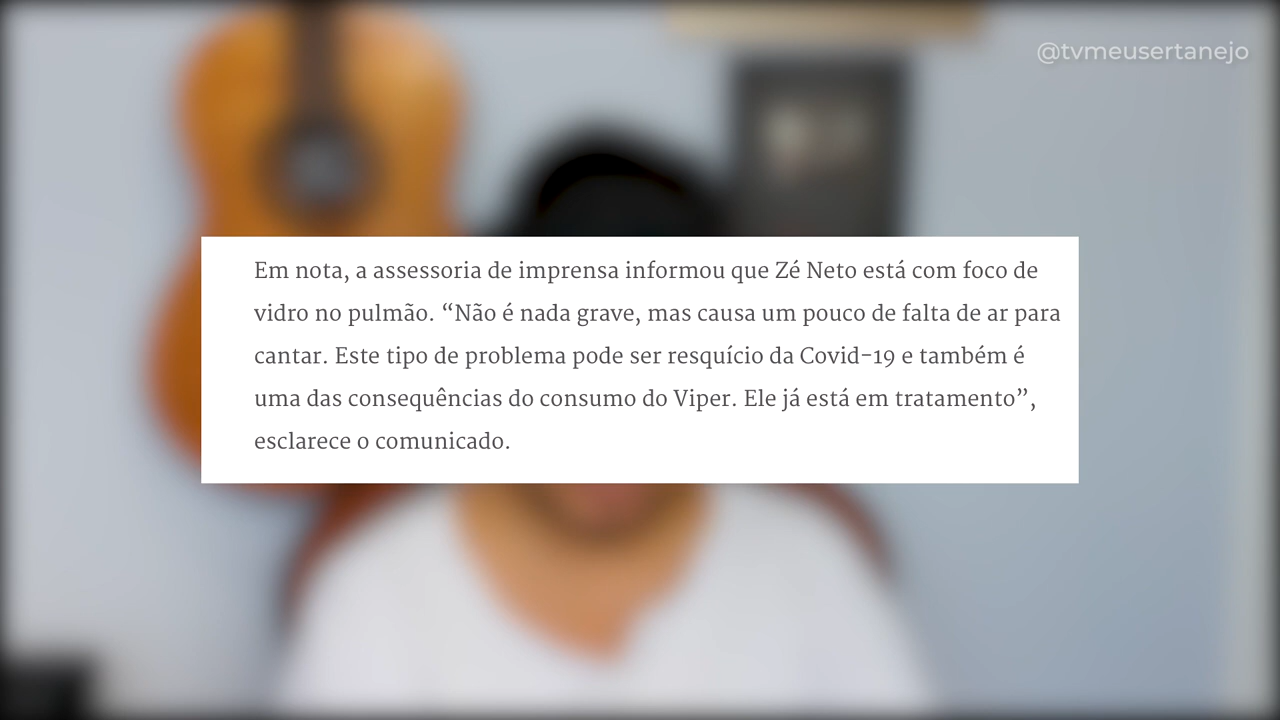 @tvmeusertanejo
Em nota, a assessoria de imprensa informou que Zé Neto está com foco de
vidro no pulmão. “Não é nada grave, mas causa um pouco de falta de ar para
cantar. Este tipo de problema pode ser resquício da Covid-19 e também é
uma das consequências do consumo do Viper. Ele já está em tratamento”,
esclarece o comunicado.